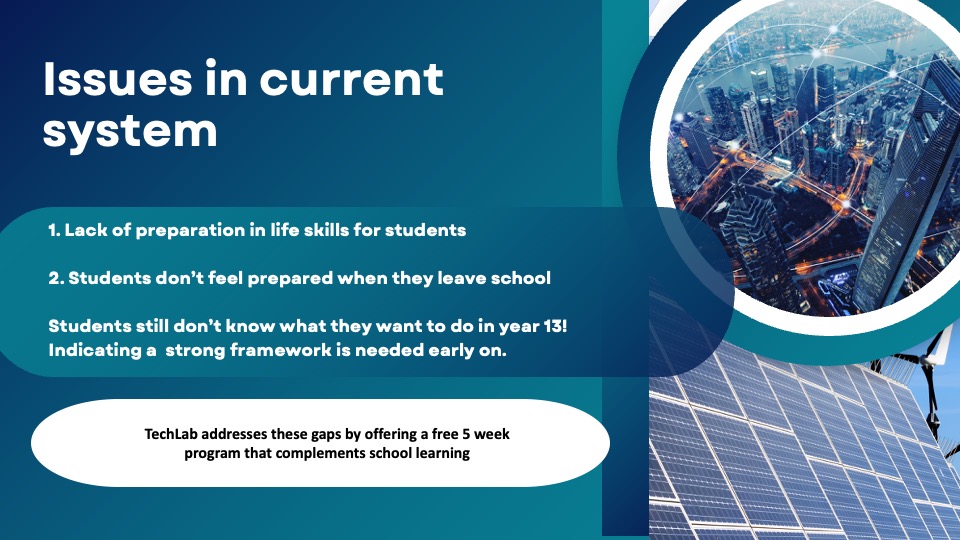 Issues in current
system
1. Lack of preparation in life skills for students
2. Students don’t feel prepared when they leave school
Students still don’t know what they want to do in year 13!
Indicating a  strong framework is needed early on.
TechLab addresses these gaps by offering a free 5 week
program that complements school learning